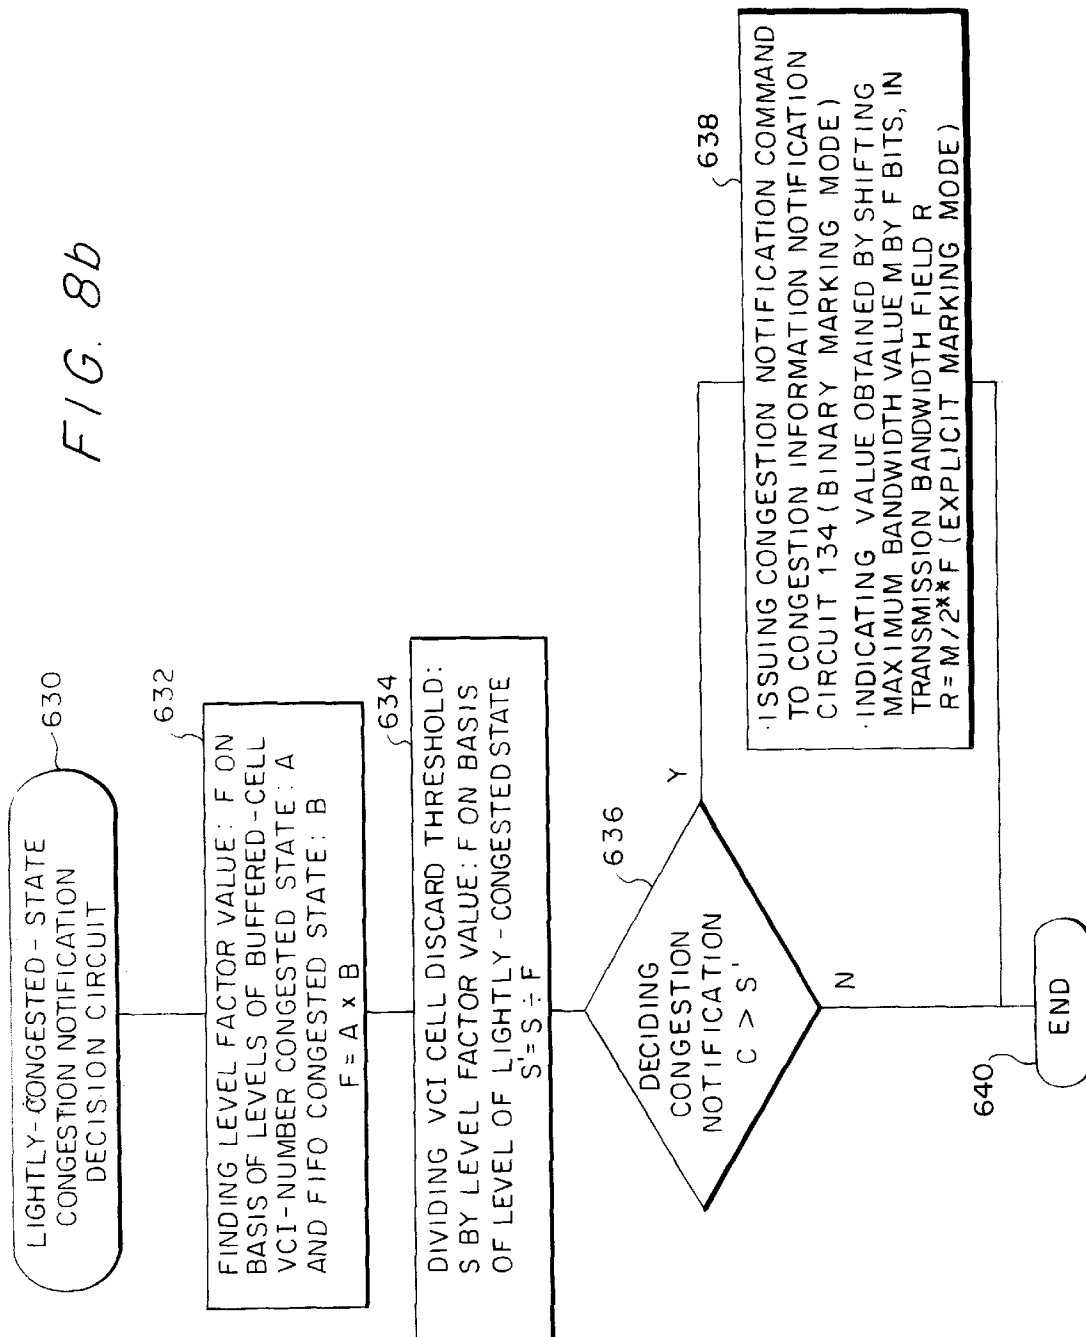 FIG. 8b
LIGHTLY-CONGESTED-STATE
CONGESTION NOTIFICATION
DECISION CIRCUIT
630
632
FINDING LEVEL FACTOR VALUE: F ON
BASIS OF LEVELS OF BUFFERED-CELL
VCI-NUMBER CONGESTED STATE: A
AND FIFO CONGESTED STATE: B
F = A x B
634
DIVIDING VCI CELL DISCARD THRESHOLD:
S BY LEVEL FACTOR VALUE: F ON BASIS
OF LEVEL OF LIGHTLY-CONGESTED STATE
S'= S ÷ F
636
DECIDING
CONGESTION
NOTIFICATION
C > S'
Y
N
638
·ISSUING CONGESTION NOTIFICATION COMMAND
TO CONGESTION INFORMATION NOTIFICATION
CIRCUIT 134 (BINARY MARKING MODE)
·INDICATING VALUE OBTAINED BY SHIFTING
MAXIMUM BANDWIDTH VALUE M BY F BITS, IN
TRANSMISSION BANDWIDTH FIELD R
R = M/2**F (EXPLICIT MARKING MODE)
640
END